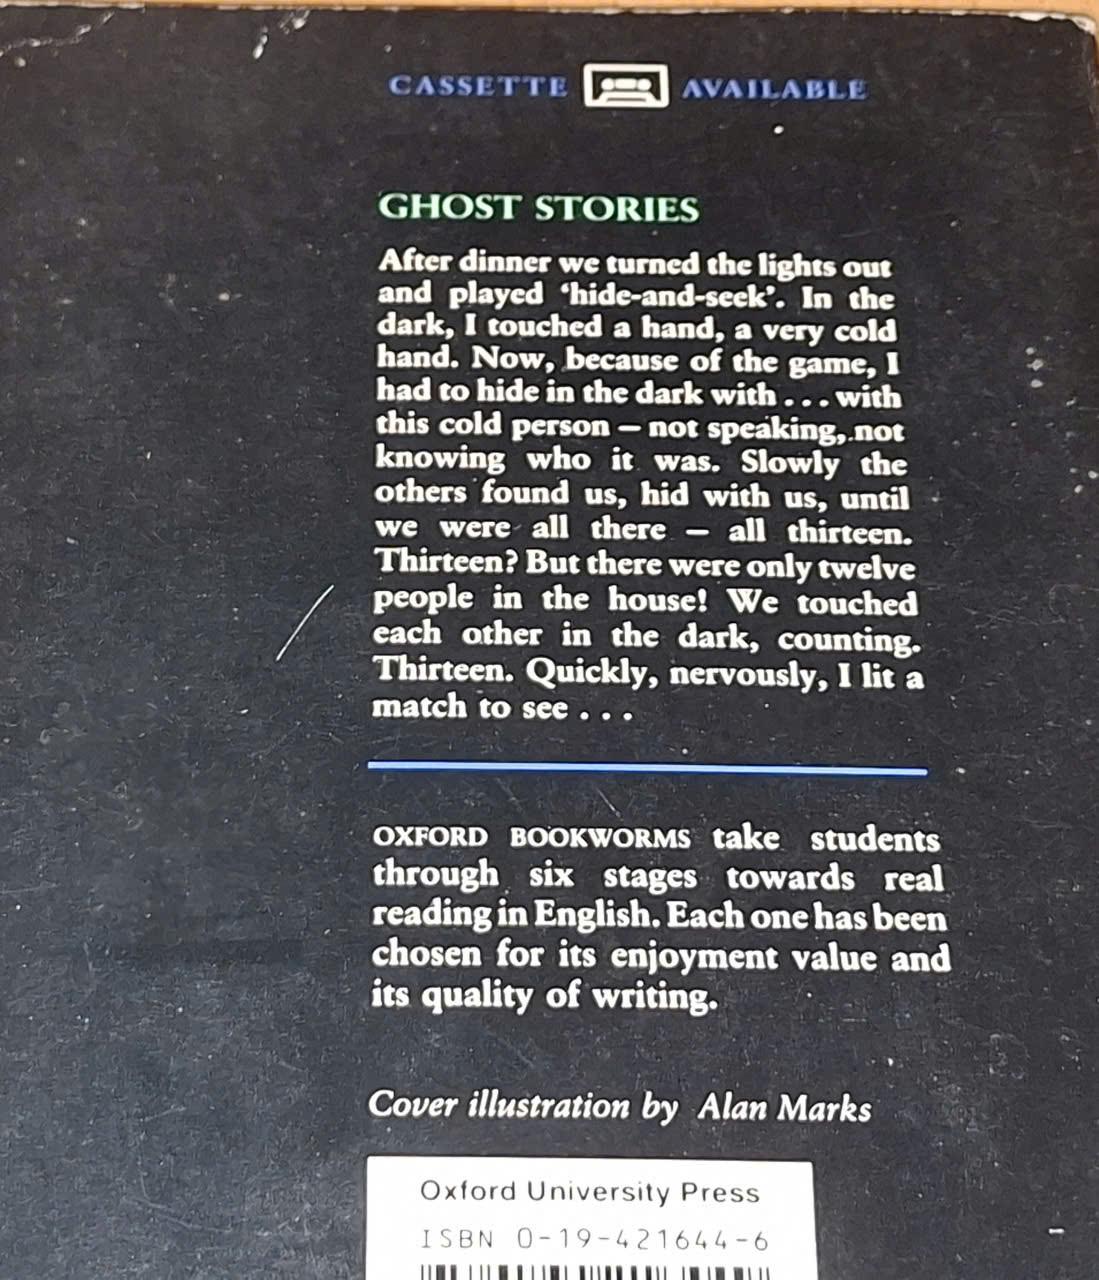 CASSETTE AVAILABLE
GHOST STORIES
After dinner we turned the lights out
and played ‘hide-and-seek’. In the
dark, I touched a hand, a very cold
hand. Now, because of the game, I
had to hide in the dark with . . . with
this cold person – not speaking, not
knowing who it was. Slowly the
others found us, hid with us, until
we were all there – all thirteen.
Thirteen? But there were only twelve
people in the house! We touched
each other in the dark, counting.
Thirteen. Quickly, nervously, I lit a
match to see . . .
OXFORD BOOKWORMS take students
through six stages towards real
reading in English. Each one has been
chosen for its enjoyment value and
its quality of writing.
Cover illustration by Alan Marks
Oxford University Press
ISBN 0-19-421644-6